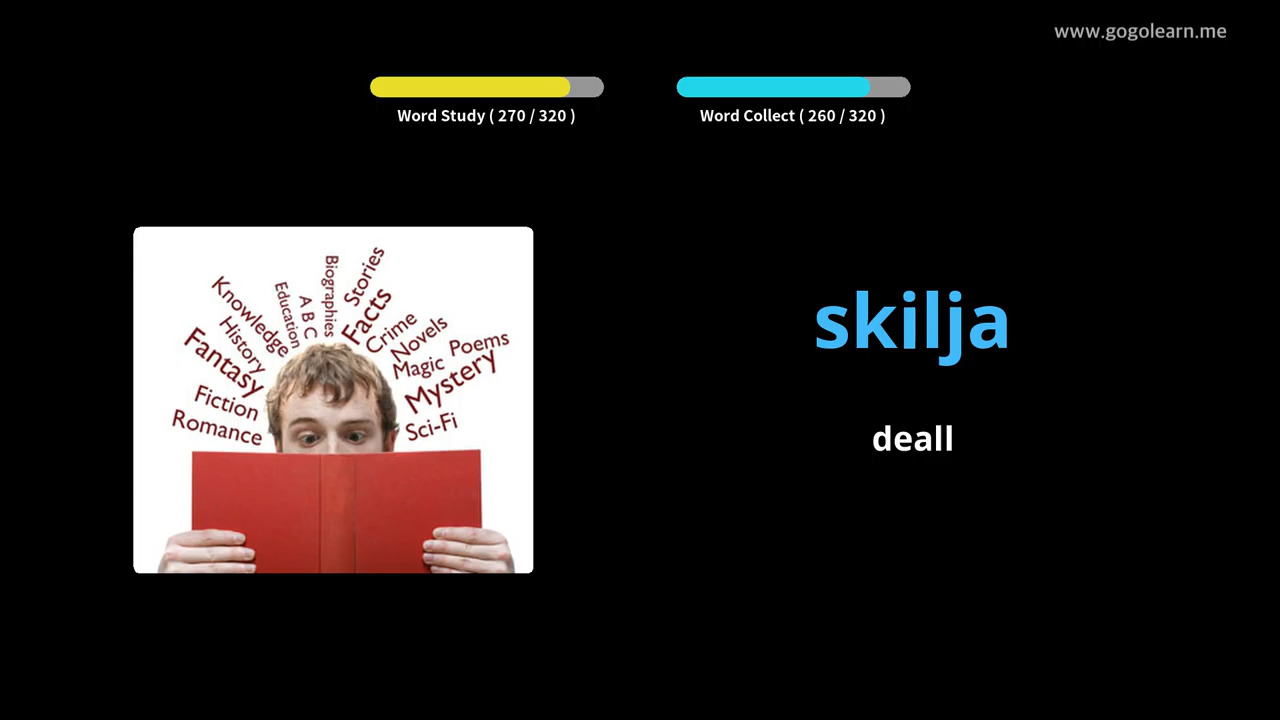 www.gogolearn.me
Word Study ( 270 / 320 )
Word Collect ( 260 / 320 )
Knowledge
Education
A B C
Biographies
Stories
Facts
History
Fantasy
Crime
Novels
Poems
Magic
Mystery
Fiction
Romance
Sci-Fi
skilja
deall